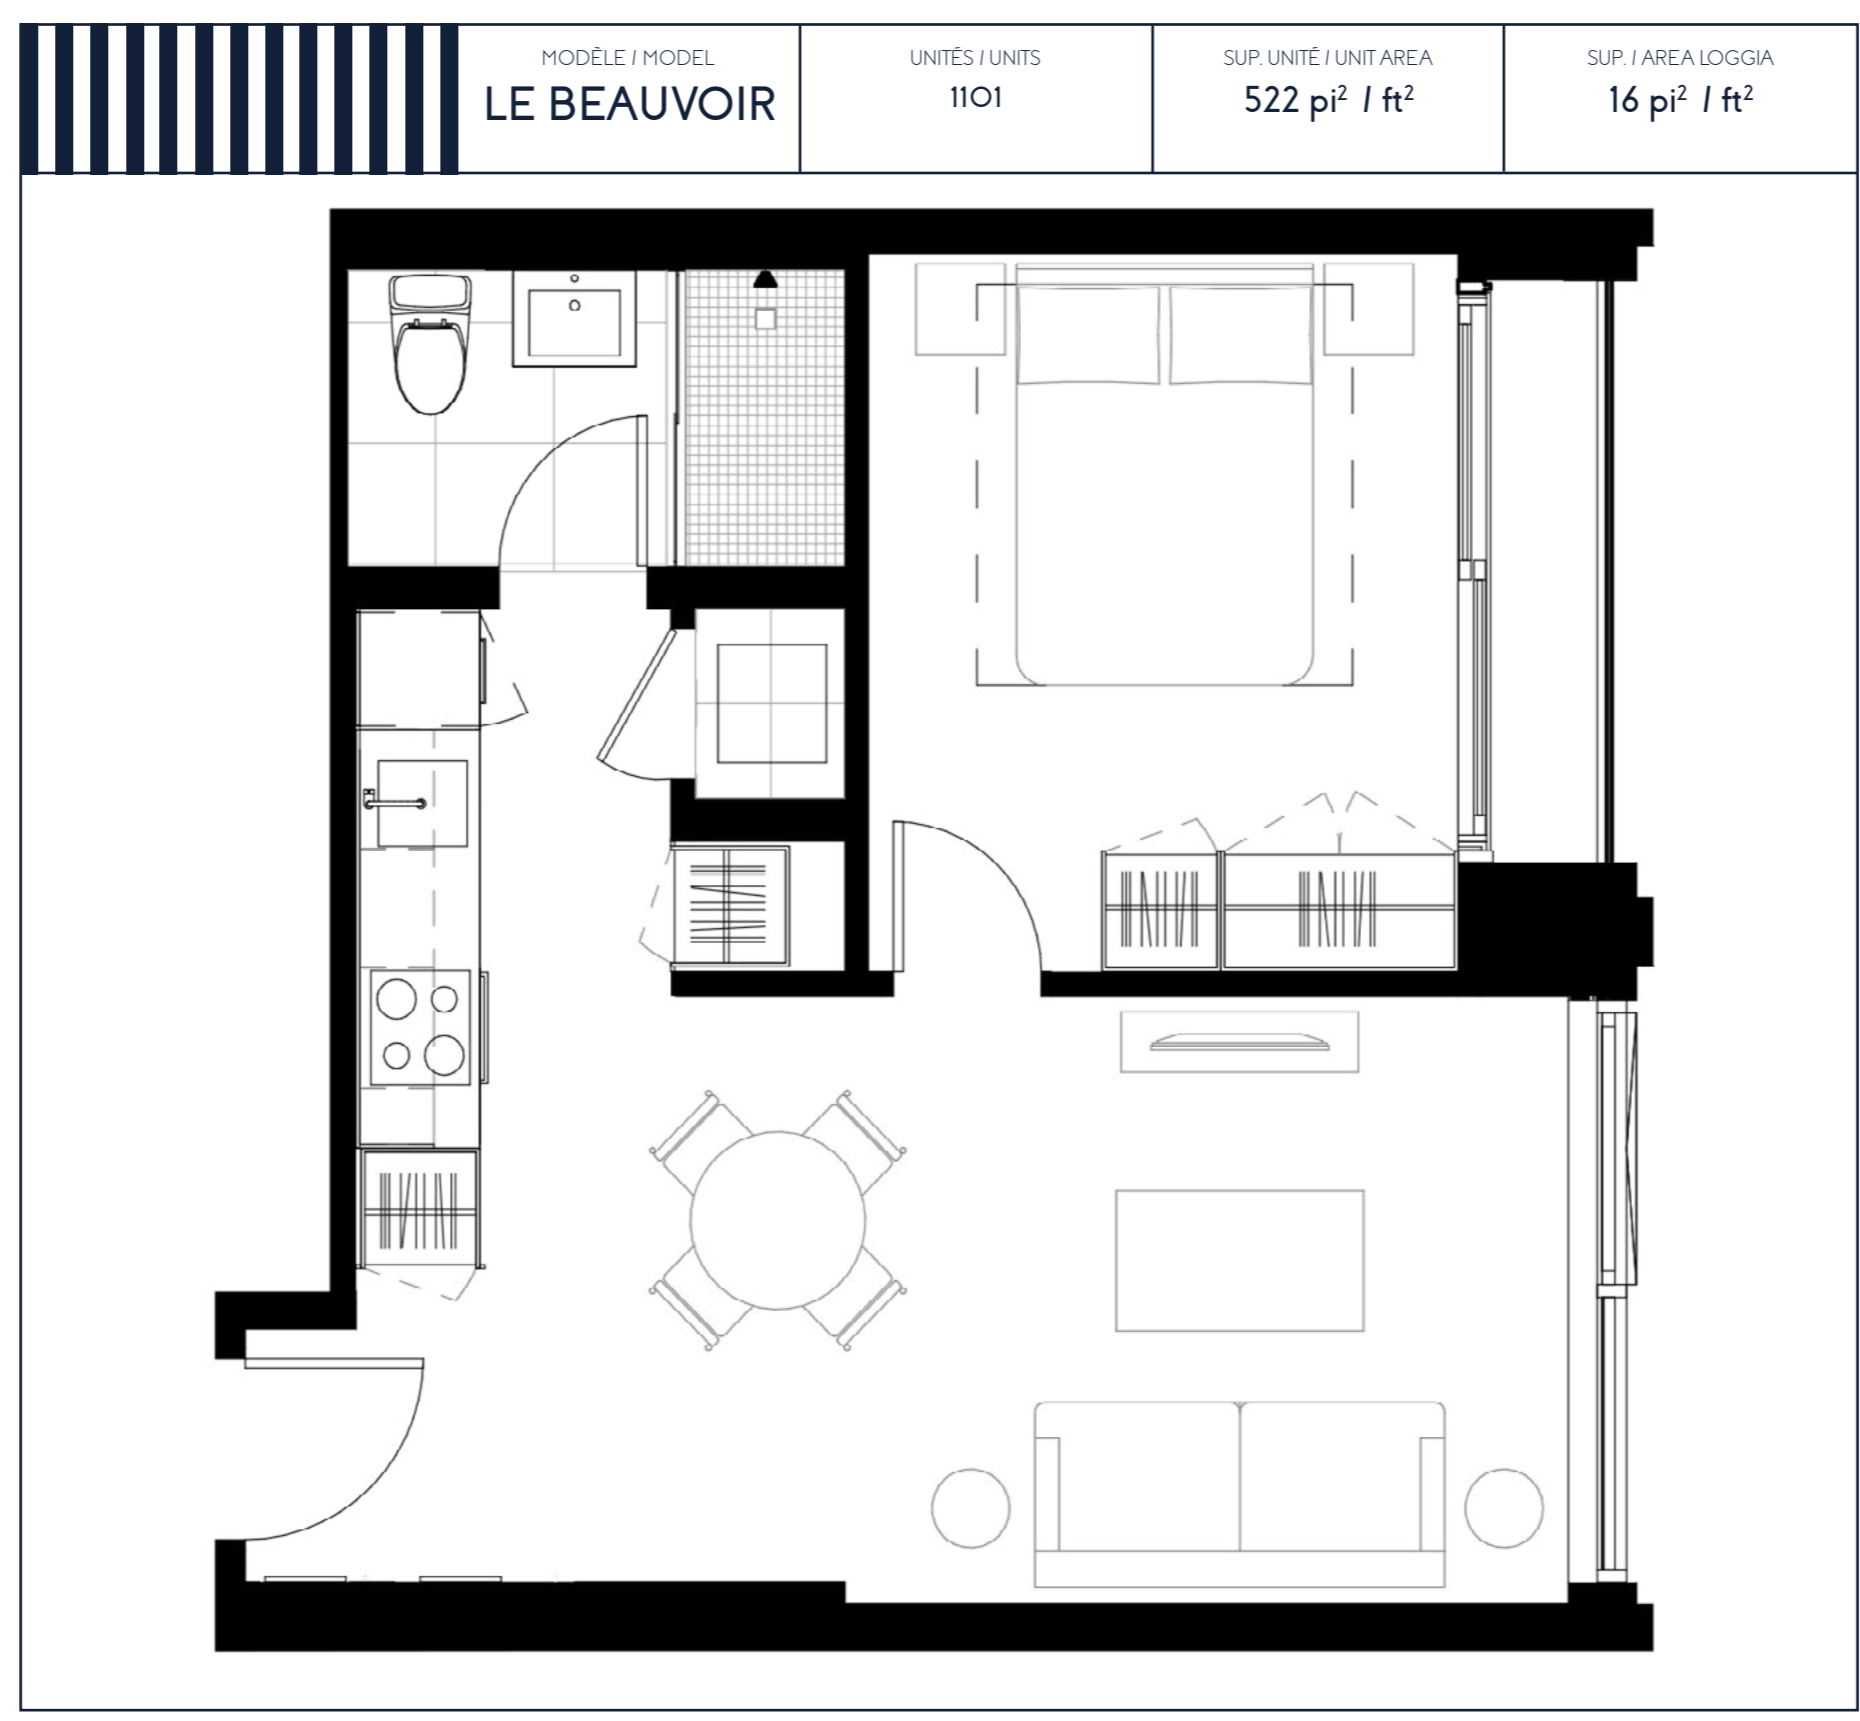 MODÈLE / MODEL
LE BEAUVOIR
UNITÉS / UNITS
1101
SUP. UNITÉ / UNIT AREA
522 pi² / ft²
SUP. / AREA LOGGIA
16 pi² / ft²